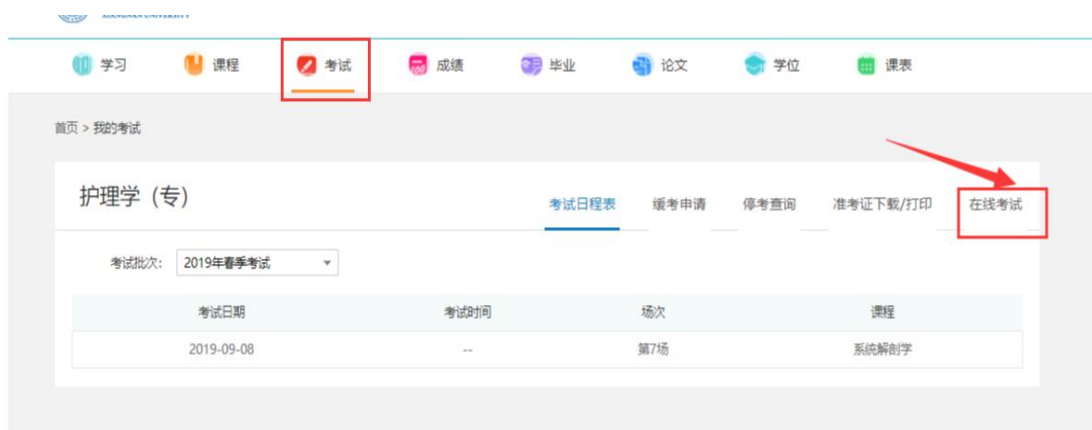 学习 课程 考试 成绩 毕业 论文 学位 课表
首页 > 我的考试
护理学（专）
考试日程表 缓考申请 停考查询 准考证下载/打印 在线考试
考试批次： 2019年春季考试
考试日期 考试时间 场次 课程
2019-09-08 -- 第7场 系统解剖学